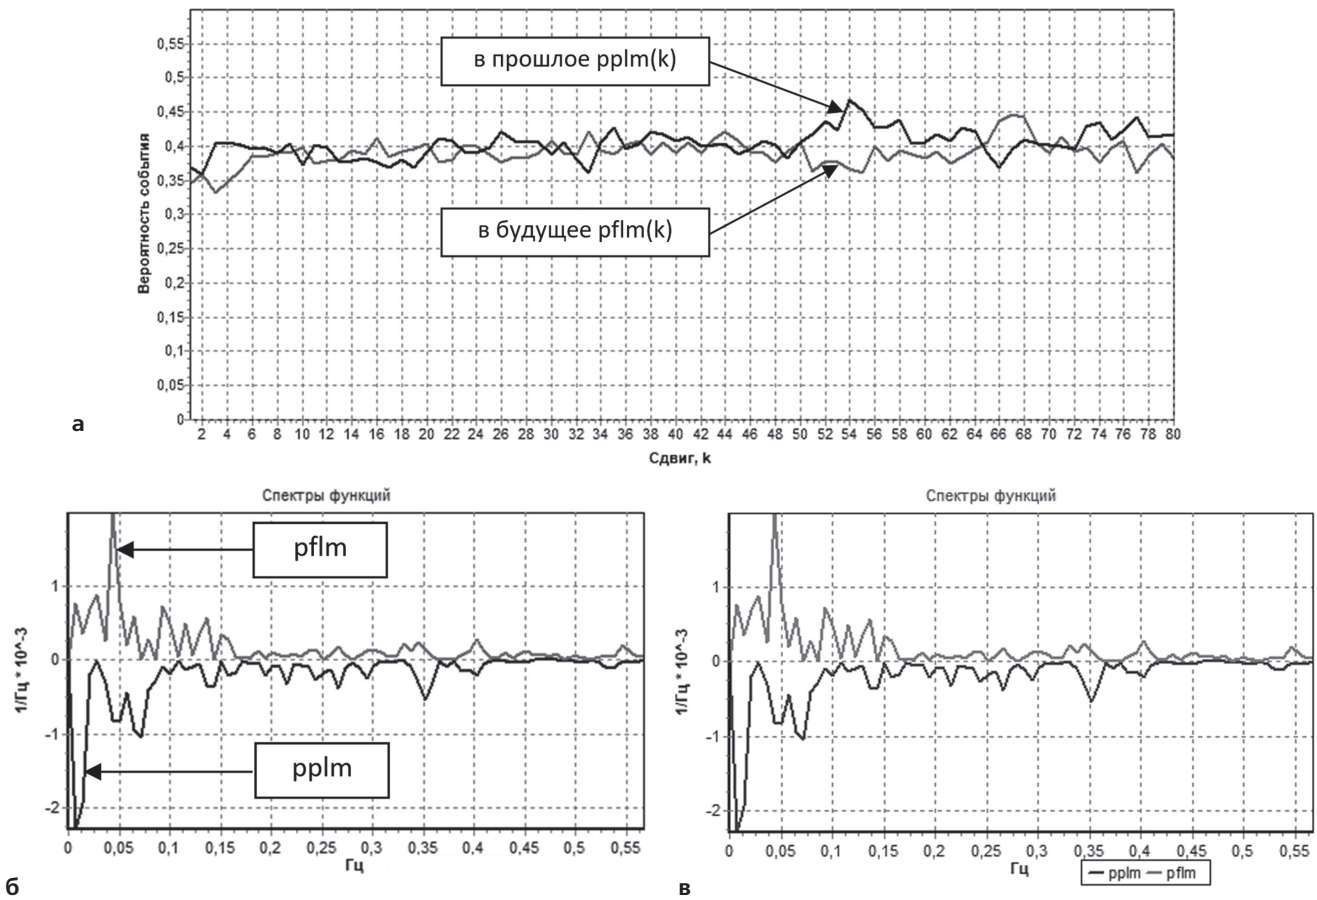 0,55
0,5
0,45
0,4
0,35
0,3
0,25
0,2
0,15
0,1
0,05
0
Вероятность события
в прошлое pplm(k)
в будущее pflm(k)
2 4 6 8 10 12 14 16 18 20 22 24 26 28 30 32 34 36 38 40 42 44 46 48 50 52 54 56 58 60 62 64 66 68 70 72 74 76 78 80
Сдвиг, k
а
Спектры функций
pflm
pplm
1
0
-1
-2
1/Гц * 10^-3
0 0,05 0,1 0,15 0,2 0,25 0,3 0,35 0,4 0,45 0,5 0,55
Гц
б
Спектры функций
1
0
-1
-2
1/Гц * 10^-3
0 0,05 0,1 0,15 0,2 0,25 0,3 0,35 0,4 0,45 0,5 0,55
Гц
pplm pflm
в